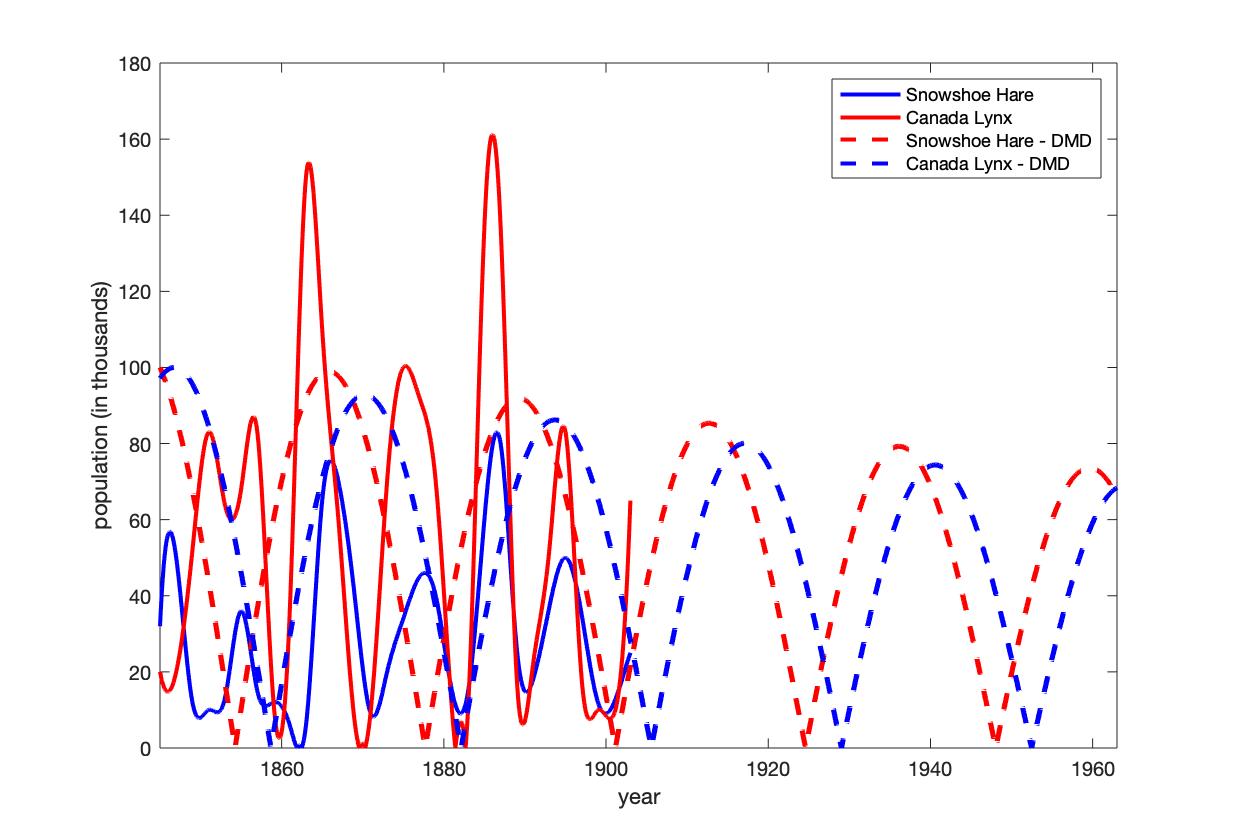 180
160
140
120
100
80
60
40
20
0
population (in thousands)
Snowshoe Hare
Canada Lynx
Snowshoe Hare - DMD
Canada Lynx - DMD
1860 1880 1900 1920 1940 1960
year